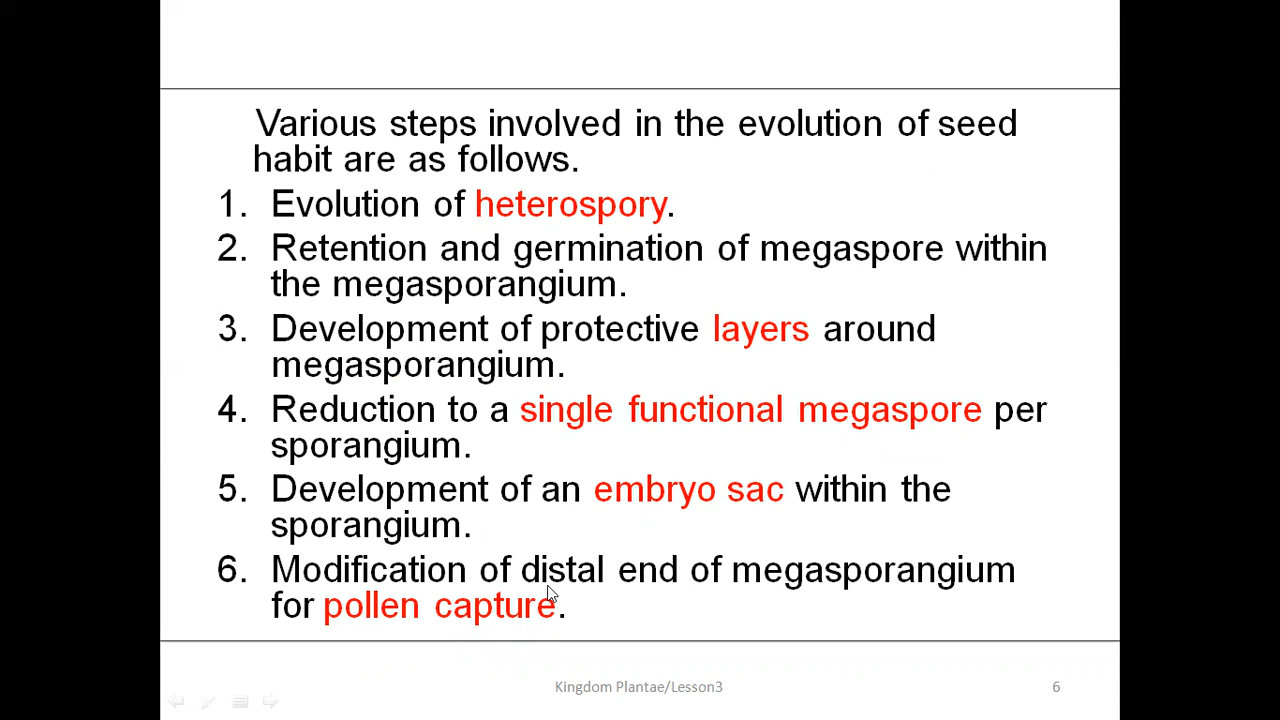 Various steps involved in the evolution of seed
habit are as follows.
1. Evolution of heterospory.
2. Retention and germination of megaspore within
the megasporangium.
3. Development of protective layers around
megasporangium.
4. Reduction to a single functional megaspore per
sporangium.
5. Development of an embryo sac within the
sporangium.
6. Modification of distal end of megasporangium
for pollen capture.
Kingdom Plantae/Lesson3 6